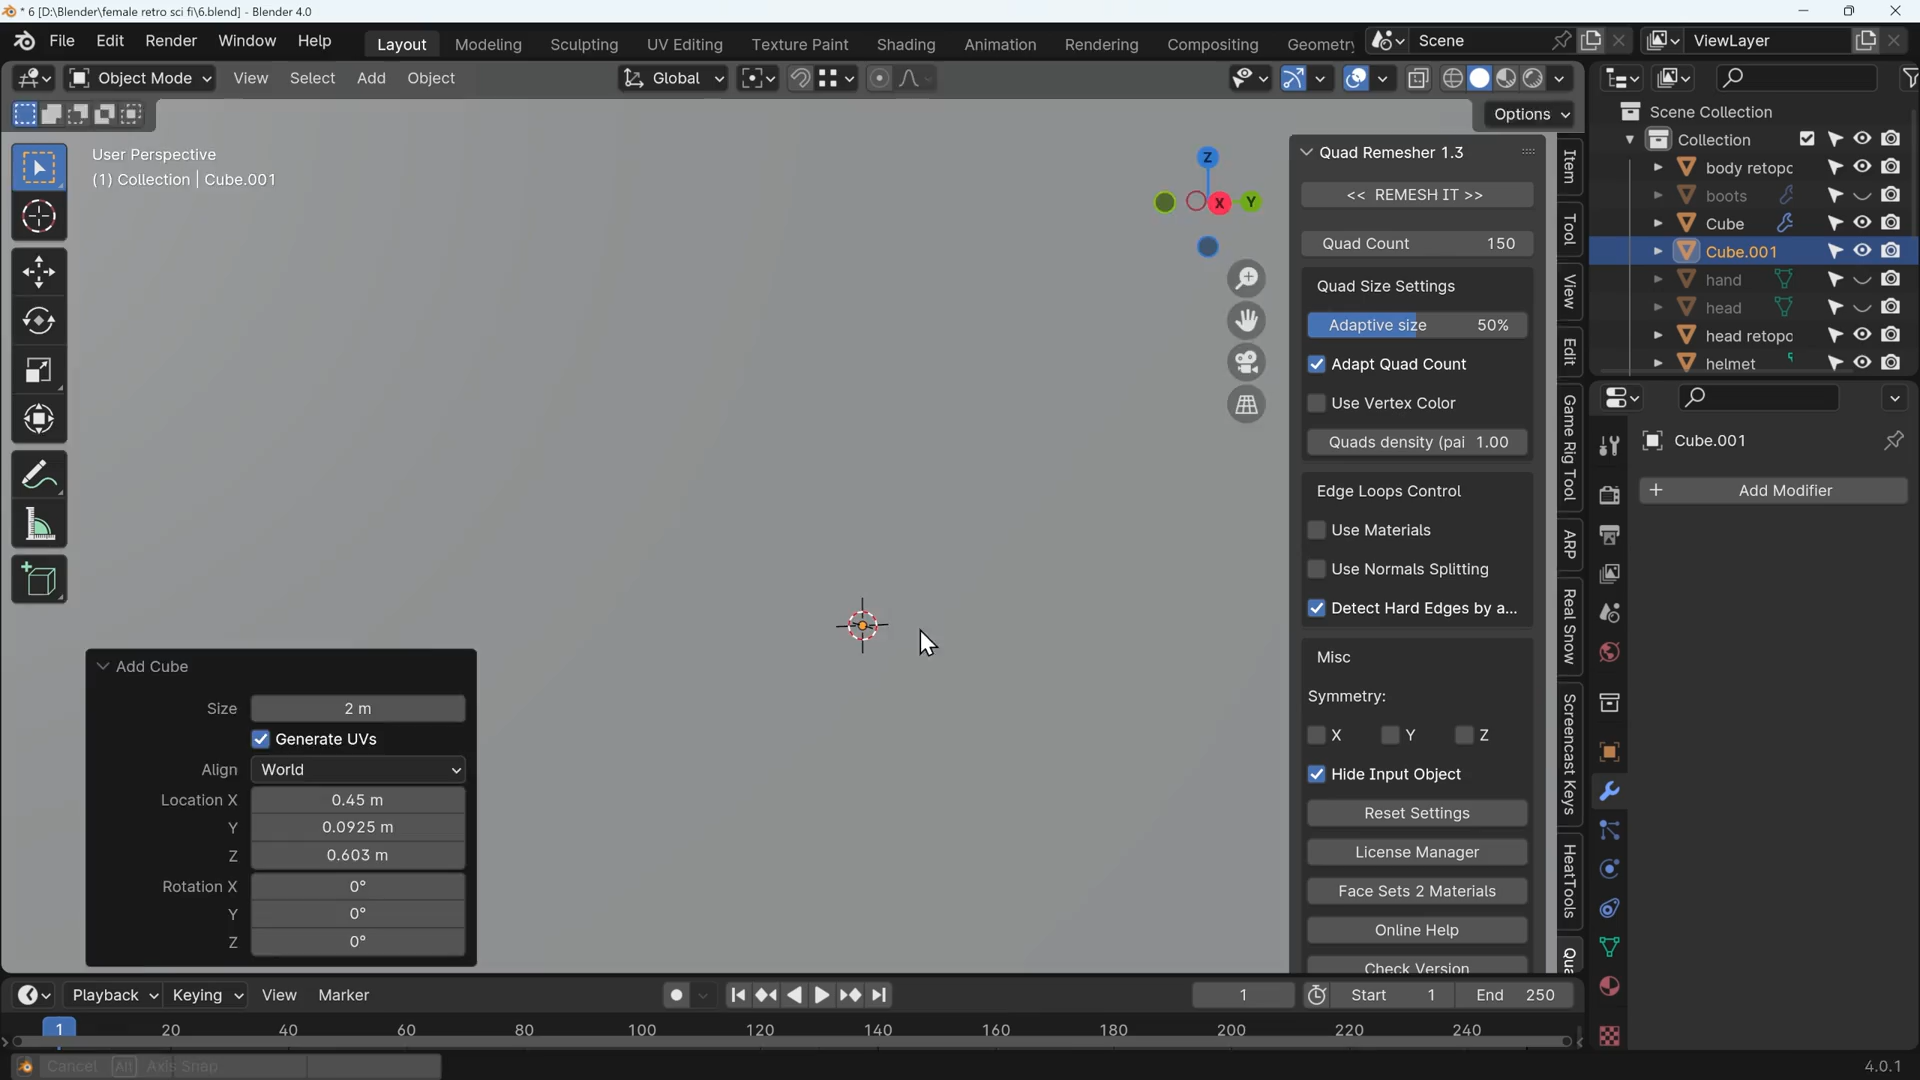 * 6 [D:\Blender\female retro sci fi\6.blend] - Blender 4.0
File Edit Render Window Help Layout Modeling Sculpting UV Editing Texture Paint Shading Animation Rendering Compositing Geometry Scene ViewLayer
Object Mode View Select Add Object Global
Options
User Perspective
(1) Collection | Cube.001
Z
X
Y
Quad Remesher 1.3
<< REMESH IT >>
Quad Count 150
Quad Size Settings
Adaptive size 50%
Adapt Quad Count
Use Vertex Color
Quads density (pai 1.00
Edge Loops Control
Use Materials
Use Normals Splitting
Detect Hard Edges by a...
Misc
Symmetry:
X Y Z
Hide Input Object
Reset Settings
License Manager
Face Sets 2 Materials
Online Help
Check Version
Item
Tool
View
Edit
Game Rig Tool
ARP
Real Snow
Screencast Keys
HeatTools
Qua
Scene Collection
Collection
body retopo
boots
Cube
Cube.001
hand
head
head retopo
helmet
Cube.001
Add Modifier
Add Cube
Size 2 m
Generate UVs
Align World
Location X 0.45 m
Y 0.0925 m
Z 0.603 m
Rotation X 0°
Y 0°
Z 0°
Playback Keying View Marker 1 Start 1 End 250
1 20 40 60 80 100 120 140 160 180 200 220 240
Cancel Alt Axis Snap 4.0.1